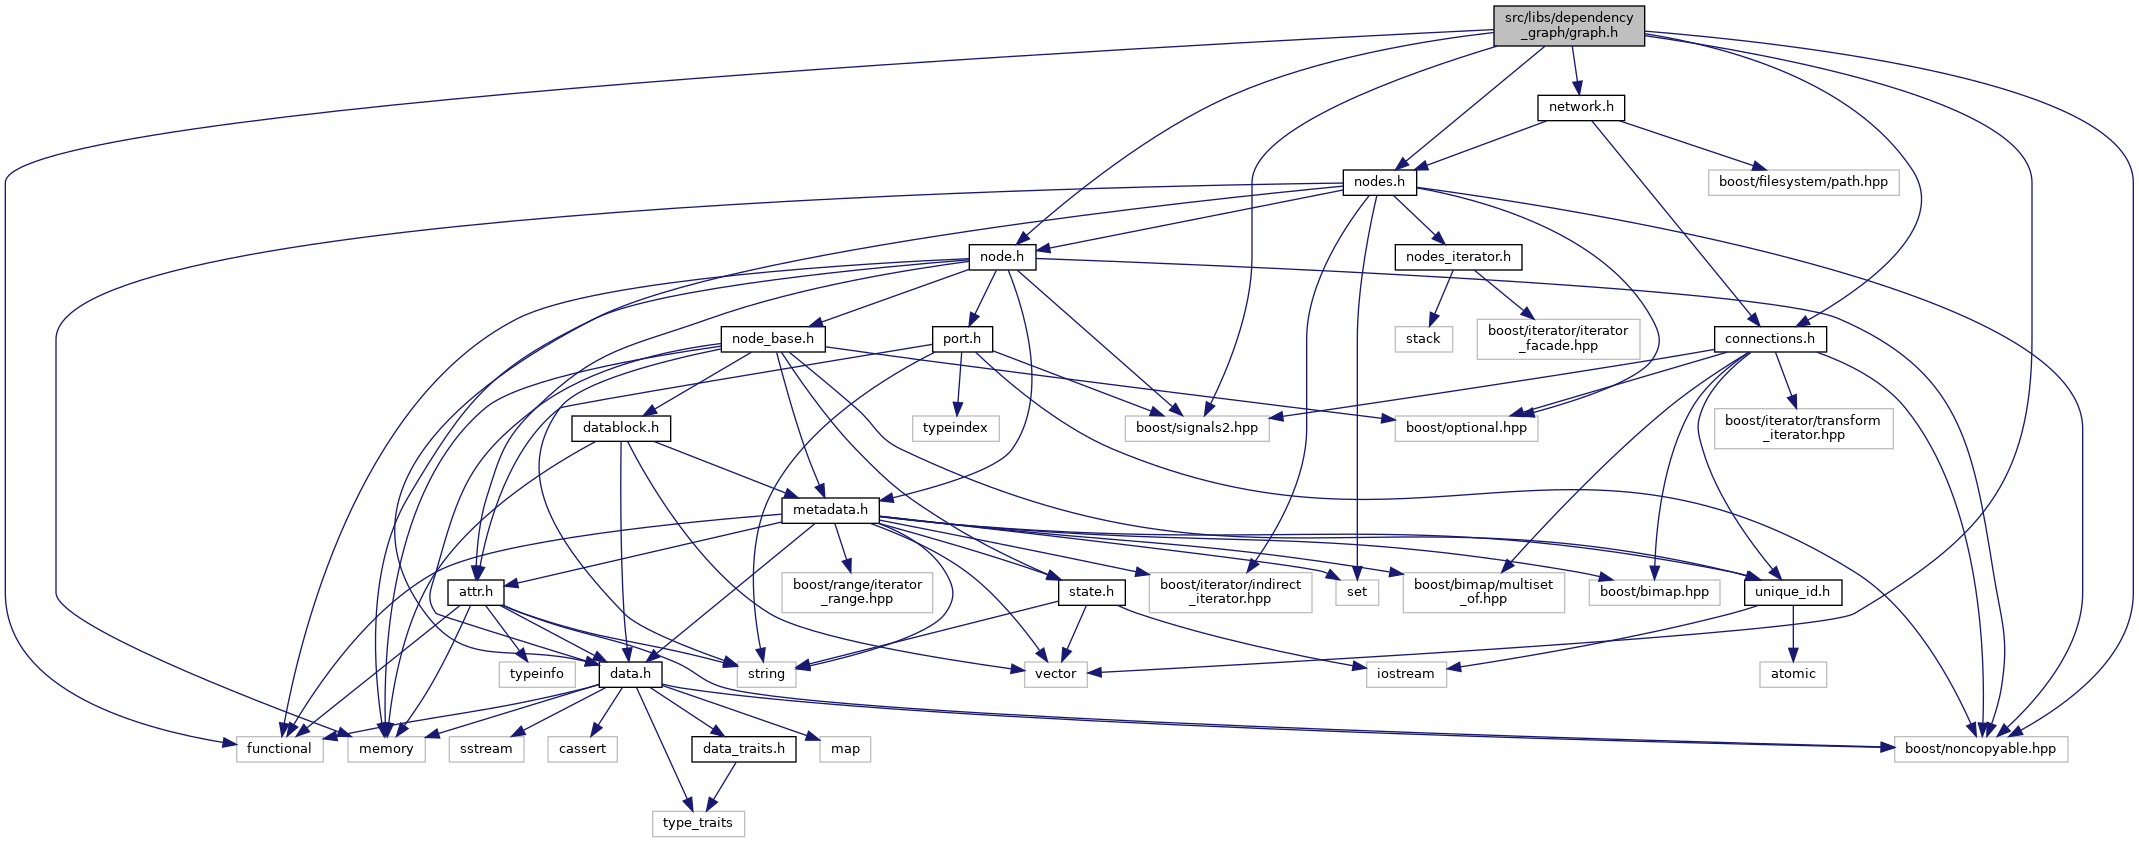 src/libs/dependency
_graph/graph.h
network.h
nodes.h
boost/filesystem/path.hpp
node.h
nodes_iterator.h
node_base.h
port.h
stack
boost/iterator/iterator
_facade.hpp
connections.h
datablock.h
typeindex
boost/signals2.hpp
boost/optional.hpp
boost/iterator/transform
_iterator.hpp
metadata.h
attr.h
boost/range/iterator
_range.hpp
state.h
boost/iterator/indirect
_iterator.hpp
set
boost/bimap/multiset
_of.hpp
boost/bimap.hpp
unique_id.h
typeinfo
data.h
string
vector
iostream
atomic
functional
memory
sstream
cassert
data_traits.h
map
boost/noncopyable.hpp
type_traits